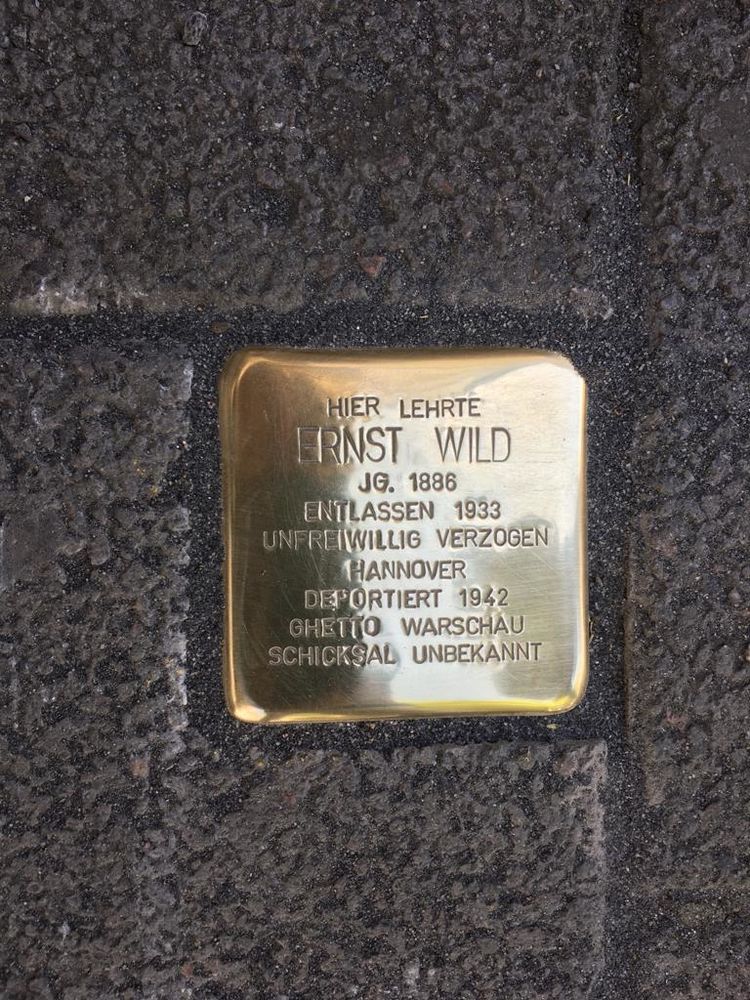 HIER LEHRTE
ERNST WILD
JG. 1886
ENTLASSEN 1933
UNFREIWILLIG VERZOGEN
HANNOVER
DEPORTIERT 1942
GHETTO WARSCHAU
SCHICKSAL UNBEKANNT